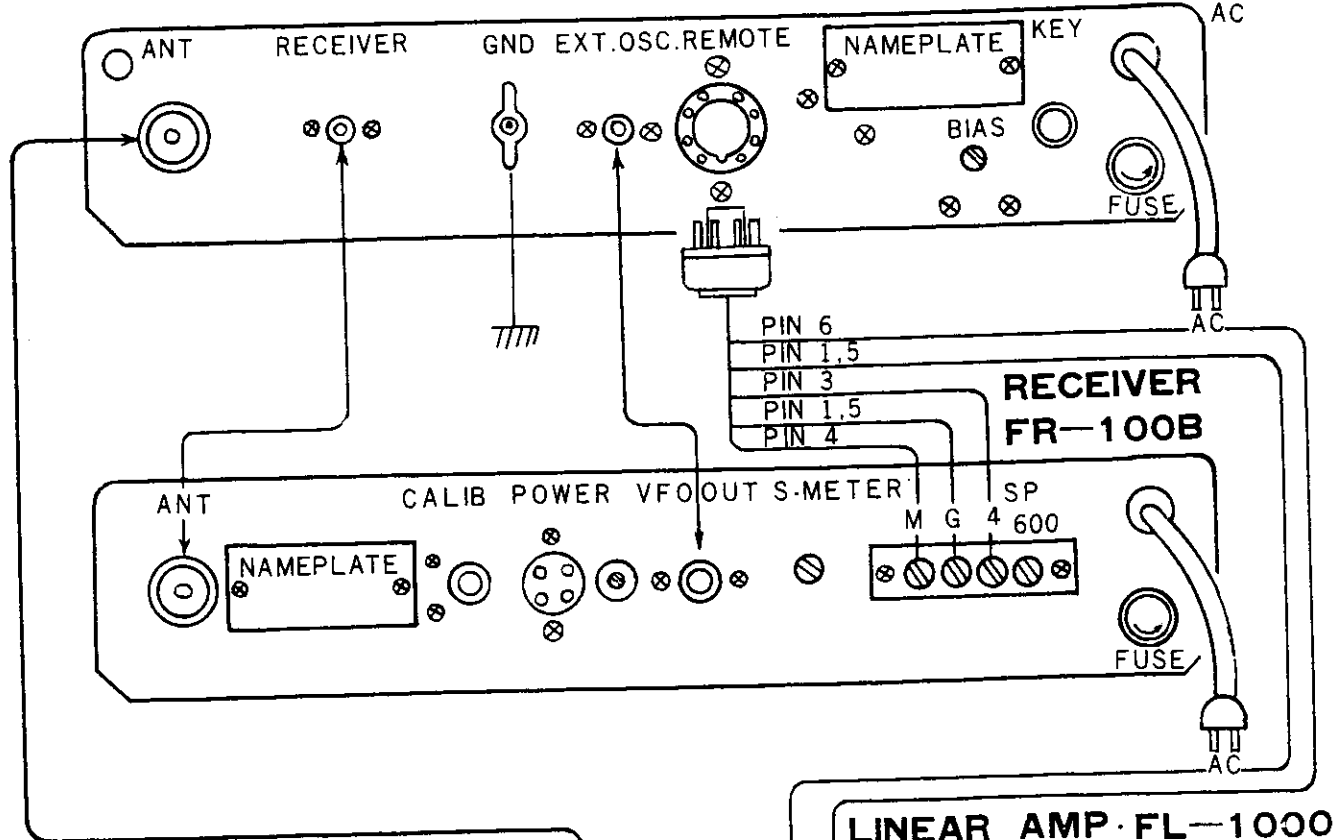 AC
ANT RECEIVER GND EXT.OSC.REMOTE NAMEPLATE KEY
BIAS
FUSE
AC
PIN 6
PIN 1,5
PIN 3
PIN 1,5
PIN 4
RECEIVER
FR—100B
ANT CALIB POWER VFO OUT S-METER SP
M G 4 600
NAMEPLATE
FUSE
AC
LINEAR AMP·FL—1000